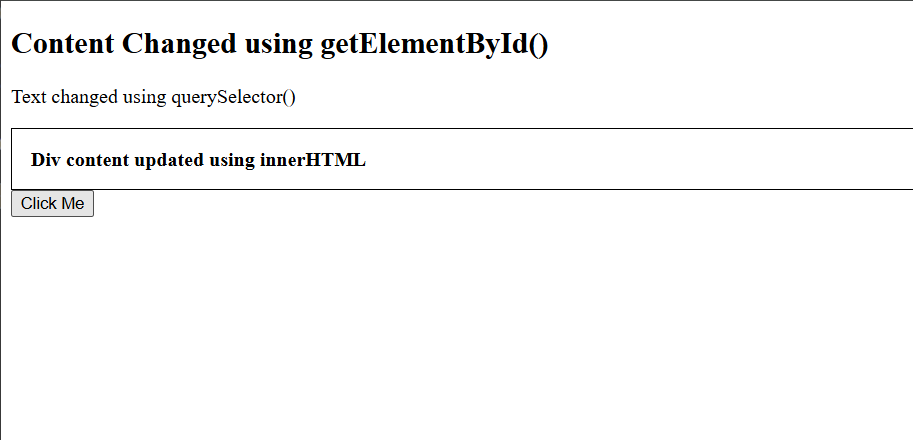 Content Changed using getElementById()
Text changed using querySelector()
Div content updated using innerHTML
Click Me